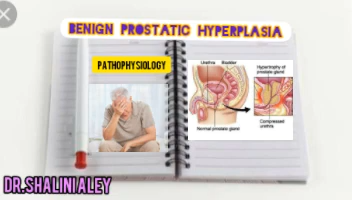 BENIGN PROSTATIC HYPERPLASIA
PATHOPHYSIOLOGY
Urethra Bladder
Hypertrophy of
prostate gland
Normal prostate gland
Compressed
urethra
DR.SHALINI ALEY